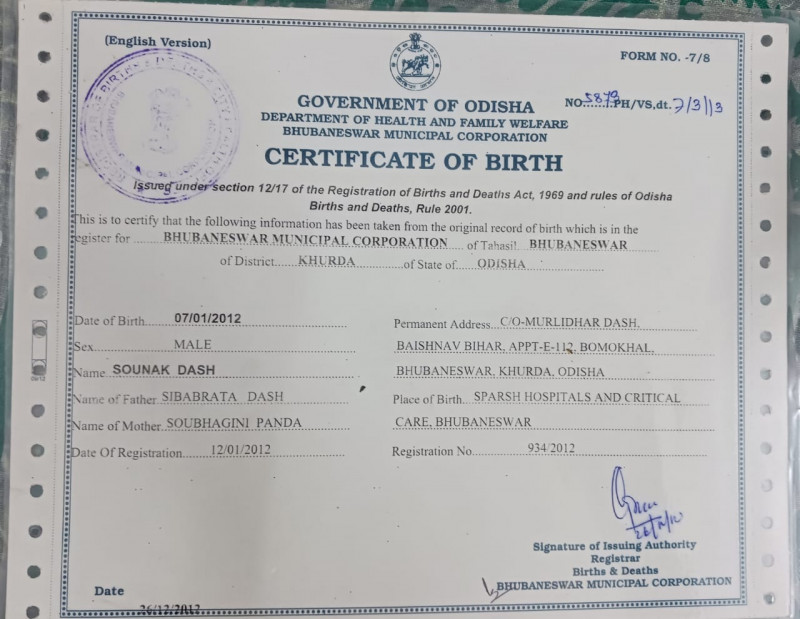 (English Version)
FORM NO. -7/8
GOVERNMENT OF ODISHA
NO.5879/PH/VS,dt. 7/3/13
DEPARTMENT OF HEALTH AND FAMILY WELFARE
BHUBANESWAR MUNICIPAL CORPORATION
CERTIFICATE OF BIRTH
Issued under section 12/17 of the Registration of Births and Deaths Act, 1969 and rules of Odisha
Births and Deaths, Rule 2001.
This is to certify that the following information has been taken from the original record of birth which is in the
register for BHUBANESWAR MUNICIPAL CORPORATION of Tahasil BHUBANESWAR
of District KHURDA of State of ODISHA
Date of Birth 07/01/2012
Sex MALE
Name SOUNAK DASH
Name of Father SIBABRATA DASH
Name of Mother SOUBHAGINI PANDA
Date Of Registration 12/01/2012
Permanent Address C/O-MURLIDHAR DASH,
BAISHNAV BIHAR, APPT-E-112, BOMOKHAL,
BHUBANESWAR, KHURDA, ODISHA
Place of Birth SPARSH HOSPITALS AND CRITICAL
CARE, BHUBANESWAR
Registration No 934/2012
Signature of Issuing Authority
Registrar
Births & Deaths
BHUBANESWAR MUNICIPAL CORPORATION
Date
26/12/2012